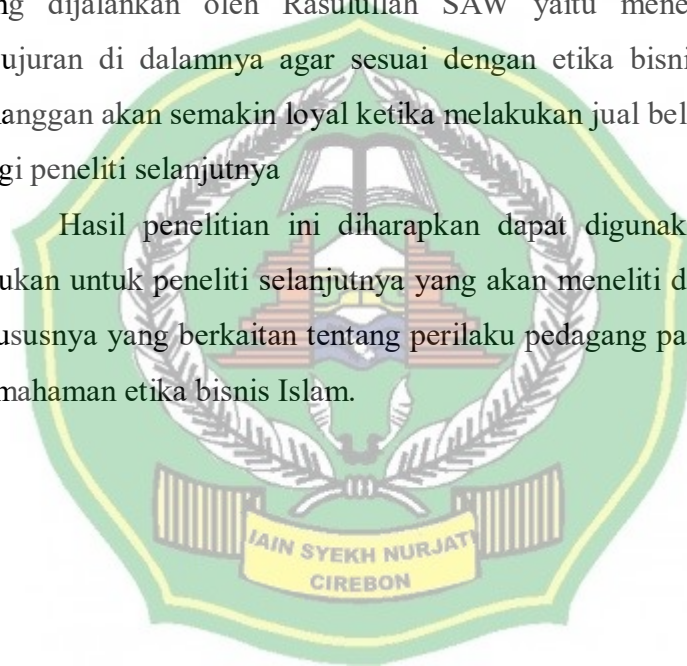 ng dijalankan oleh Rasulullah SAW yaitu mene
ujuran di dalamnya agar sesuai dengan etika bisni
anggan akan semakin loyal ketika melakukan jual bel
gi peneliti selanjutnya
Hasil penelitian ini diharapkan dapat digunak
ukan untuk peneliti selanjutnya yang akan meneliti d
ususnya yang berkaitan tentang perilaku pedagang pa
mahaman etika bisnis Islam.
IAIN SYEKH NURJATI
CIREBON